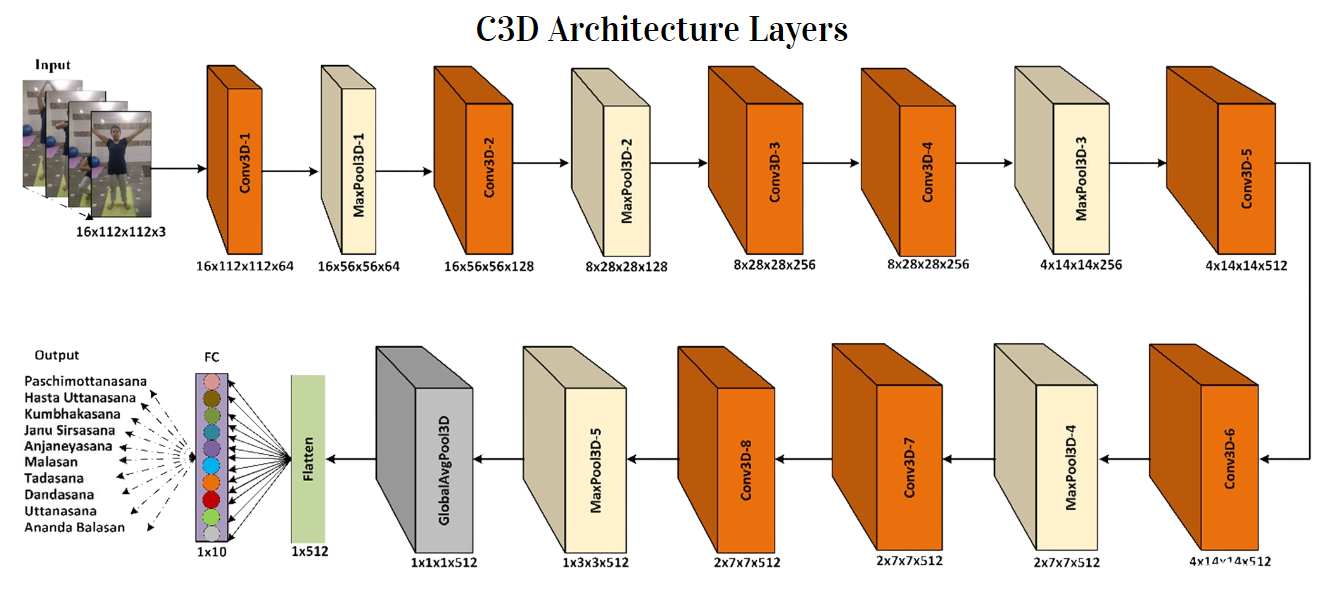 C3D Architecture Layers
Input
16x112x112x3
Conv3D-1
16x112x112x64
MaxPool3D-1
16x56x56x64
Conv3D-2
16x56x56x128
MaxPool3D-2
8x28x28x128
Conv3D-3
8x28x28x256
Conv3D-4
8x28x28x256
MaxPool3D-3
4x14x14x256
Conv3D-5
4x14x14x512
Conv3D-6
4x14x14x512
MaxPool3D-4
2x7x7x512
Conv3D-7
2x7x7x512
Conv3D-8
2x7x7x512
MaxPool3D-5
1x3x3x512
GlobalAvgPool3D
1x1x1x512
Flatten
1x512
FC
1x10
Output
Paschimottanasana
Hasta Uttanasana
Kumbhakasana
Janu Sirsasana
Anjaneyasana
Malasan
Tadasana
Dandasana
Uttanasana
Ananda Balasan